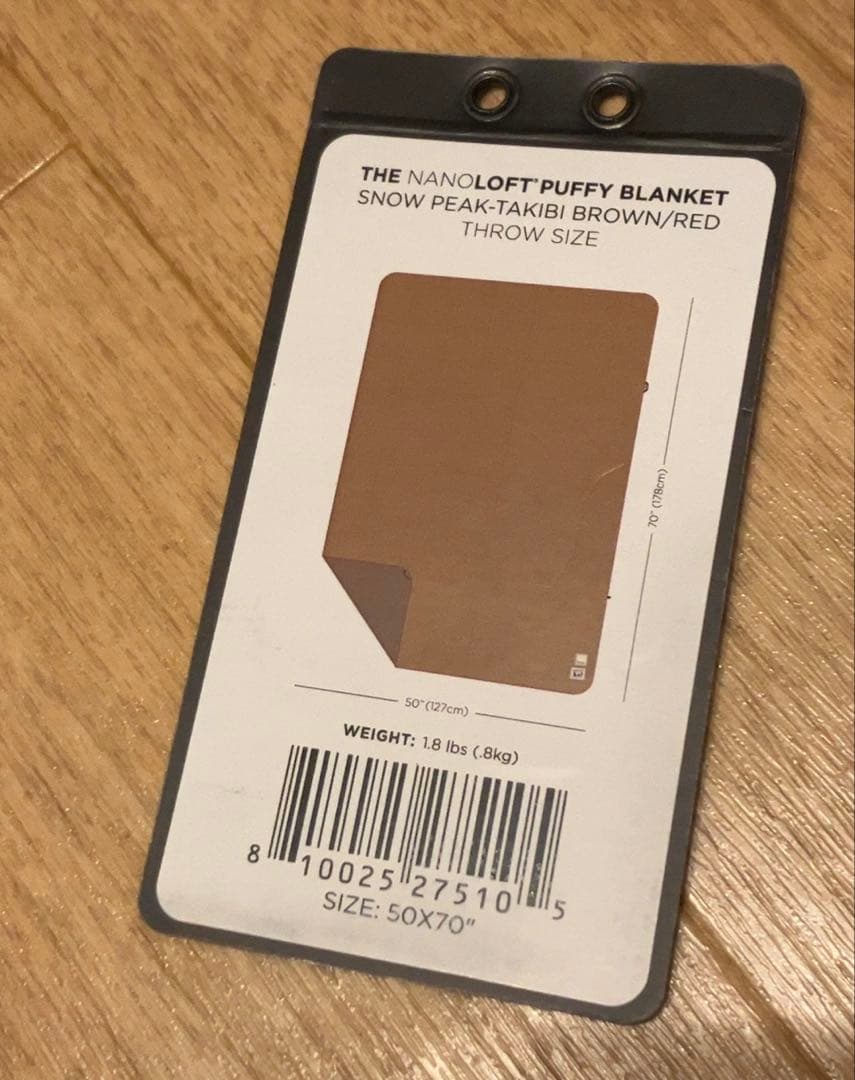 THE NANOLOFT® PUFFY BLANKET
SNOW PEAK-TAKIBI BROWN/RED
THROW SIZE
70" (178cm)
50" (127cm)
WEIGHT: 1.8 lbs (.8kg)
8 10025 27510 5
SIZE: 50X70"